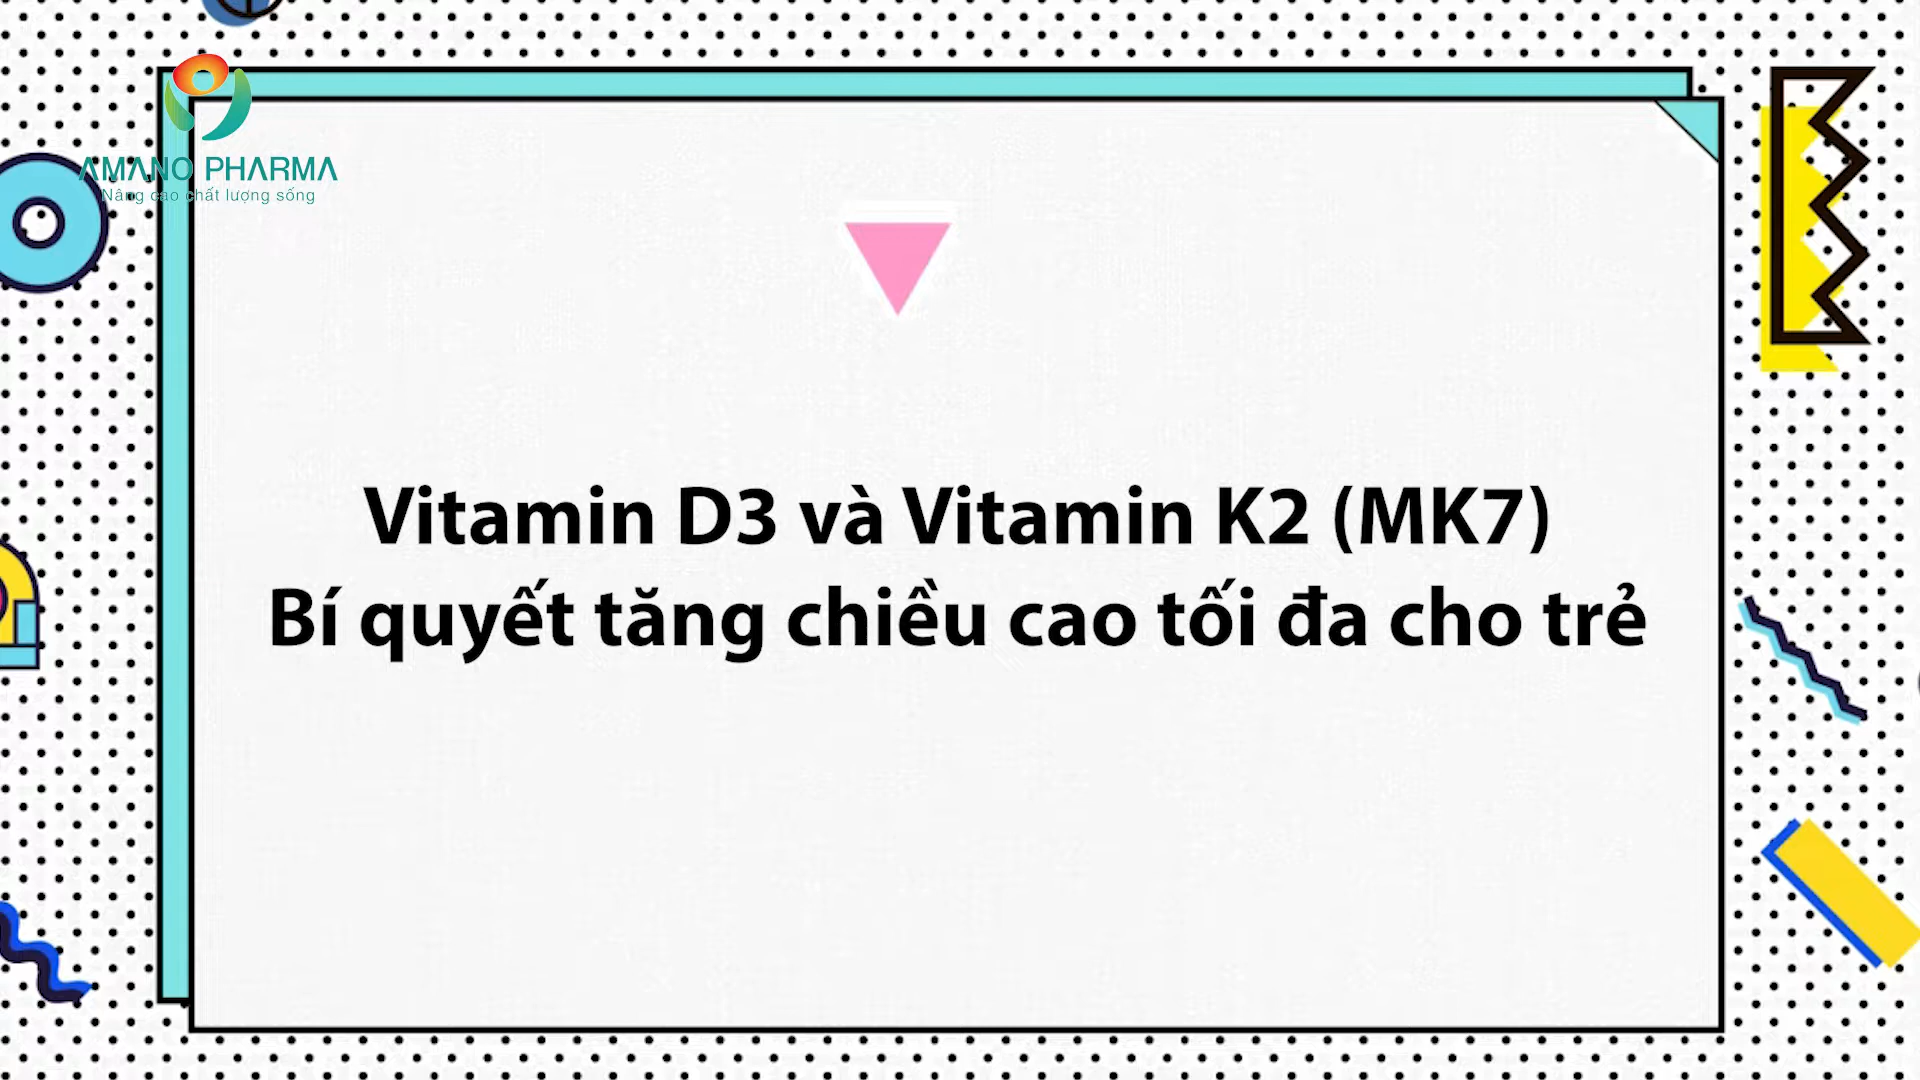 AMANO PHARMA
Nâng cao chất lượng sống
Vitamin D3 và Vitamin K2 (MK7)
Bí quyết tăng chiều cao tối đa cho trẻ